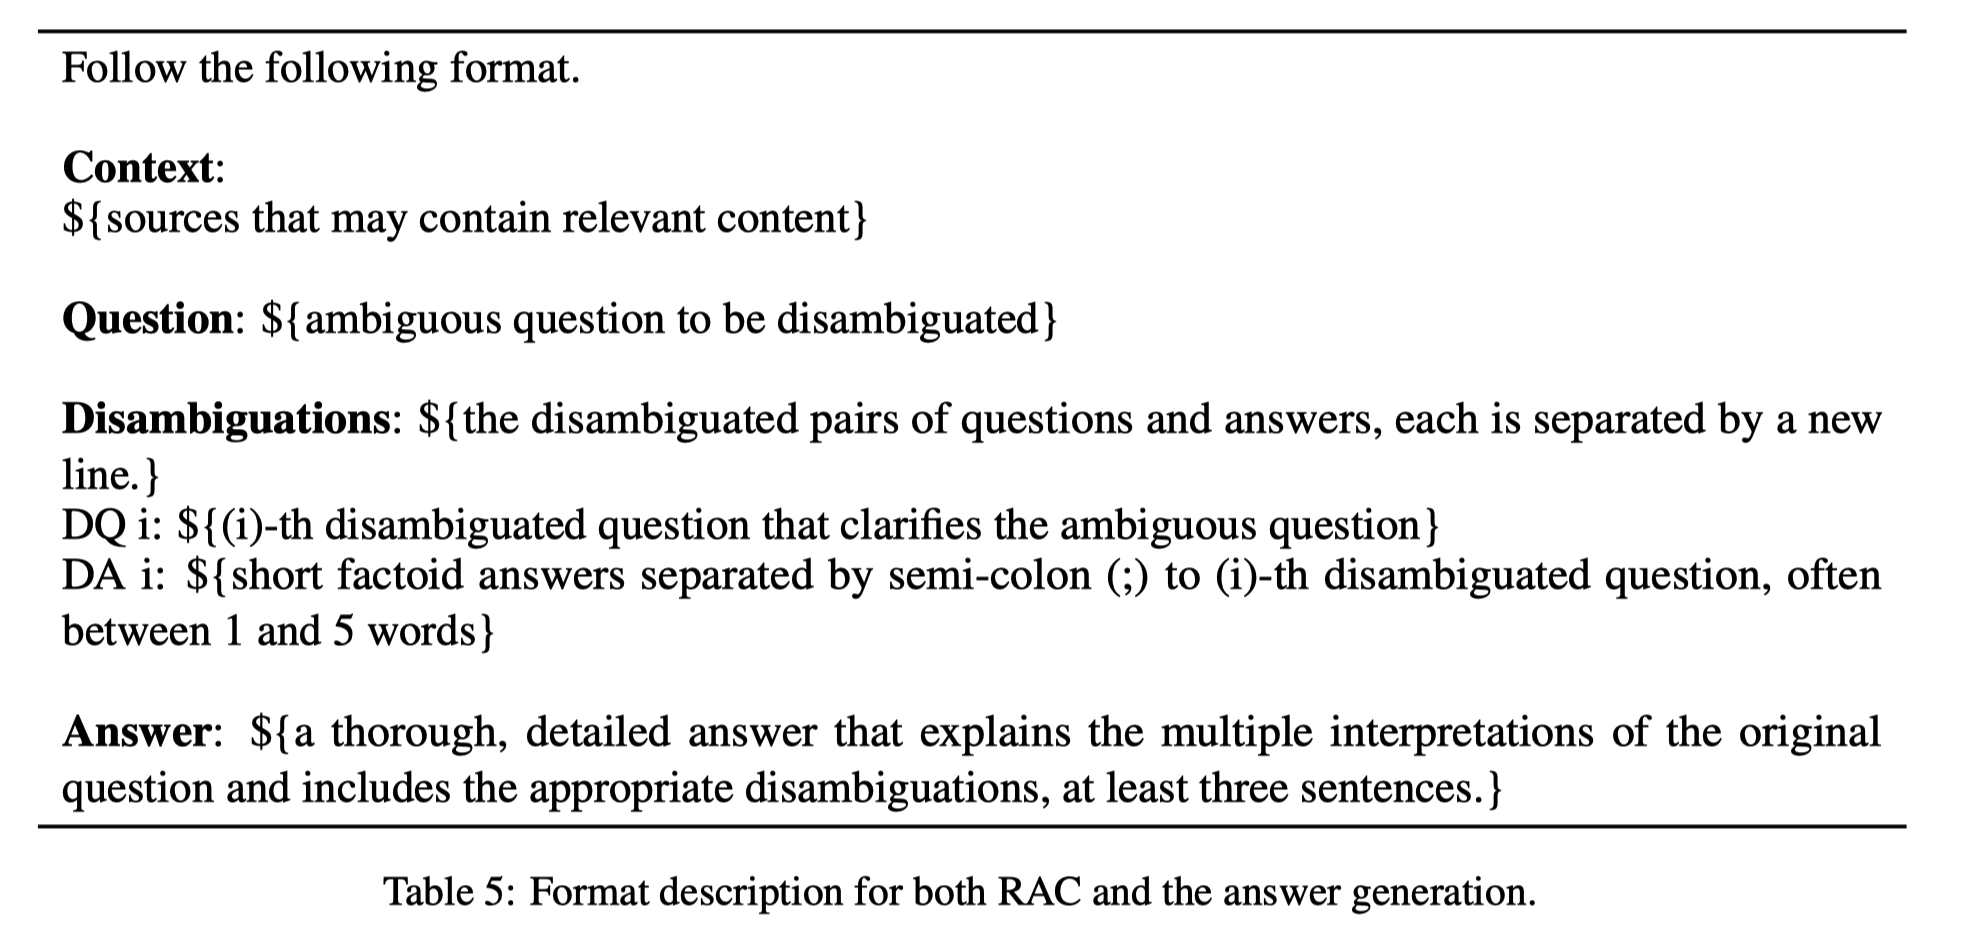 Follow the following format.
Context:
${sources that may contain relevant content}
Question: ${ambiguous question to be disambiguated}
Disambiguations: ${the disambiguated pairs of questions and answers, each is separated by a new
line.}
DQ i: ${(i)-th disambiguated question that clarifies the ambiguous question}
DA i: ${short factoid answers separated by semi-colon (;) to (i)-th disambiguated question, often
between 1 and 5 words}
Answer: ${a thorough, detailed answer that explains the multiple interpretations of the original
question and includes the appropriate disambiguations, at least three sentences.}
Table 5: Format description for both RAC and the answer generation.